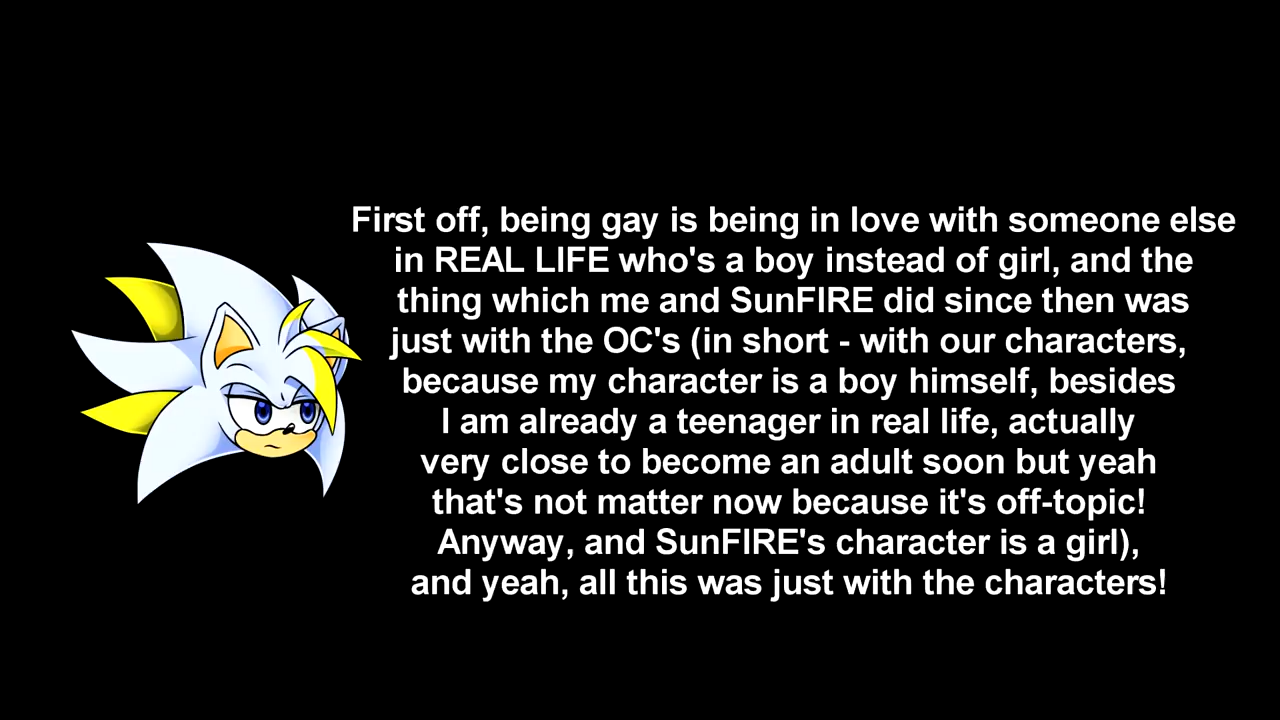 First off, being gay is being in love with someone else
in REAL LIFE who's a boy instead of girl, and the
thing which me and SunFIRE did since then was
just with the OC's (in short - with our characters,
because my character is a boy himself, besides
I am already a teenager in real life, actually
very close to become an adult soon but yeah
that's not matter now because it's off-topic!
Anyway, and SunFIRE's character is a girl),
and yeah, all this was just with the characters!